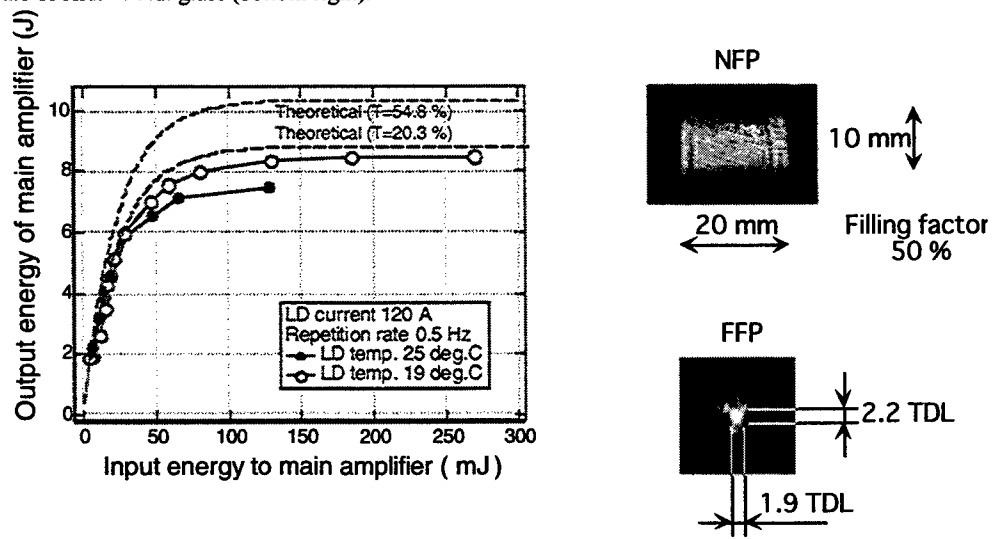 Output energy of main amplifier (J)
10
8
6
4
2
0
Theoretical (T=54.8 %)
Theoretical (T=20.3 %)
LD current 120 A
Repetition rate 0.5 Hz
LD temp. 25 deg.C
LD temp. 19 deg.C
0 50 100 150 200 250 300
Input energy to main amplifier ( mJ )
NFP
10 mm
20 mm
Filling factor
50 %
FFP
2.2 TDL
1.9 TDL